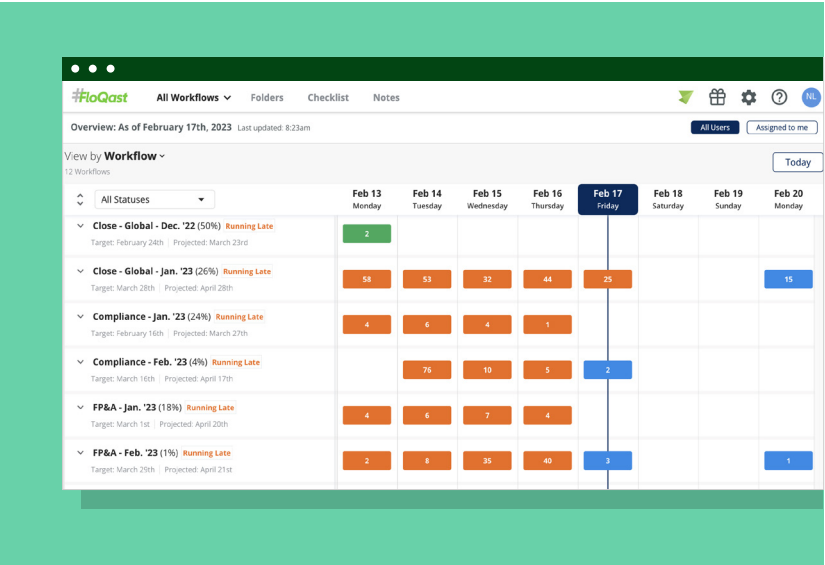 FloQast All Workflows Folders Checklist Notes NL
Overview: As of February 17th, 2023 Last updated: 8:23am All Users Assigned to me
View by Workflow
12 Workflows Today
All Statuses Feb 13 Feb 14 Feb 15 Feb 16 Feb 17 Feb 18 Feb 19 Feb 20
Monday Tuesday Wednesday Thursday Friday Saturday Sunday Monday
Close - Global - Dec. '22 (50%) Running Late 2
Target: February 24th | Projected: March 23rd
Close - Global - Jan. '23 (26%) Running Late 58 53 32 44 25 15
Target: March 28th | Projected: April 28th
Compliance - Jan. '23 (24%) Running Late 4 6 4 1
Target: February 16th | Projected: March 27th
Compliance - Feb. '23 (4%) Running Late 76 10 5 2
Target: March 16th | Projected: April 17th
FP&A - Jan. '23 (18%) Running Late 4 6 7 4
Target: March 1st | Projected: April 20th
FP&A - Feb. '23 (1%) Running Late 2 8 35 40 3 1
Target: March 29th | Projected: April 21st